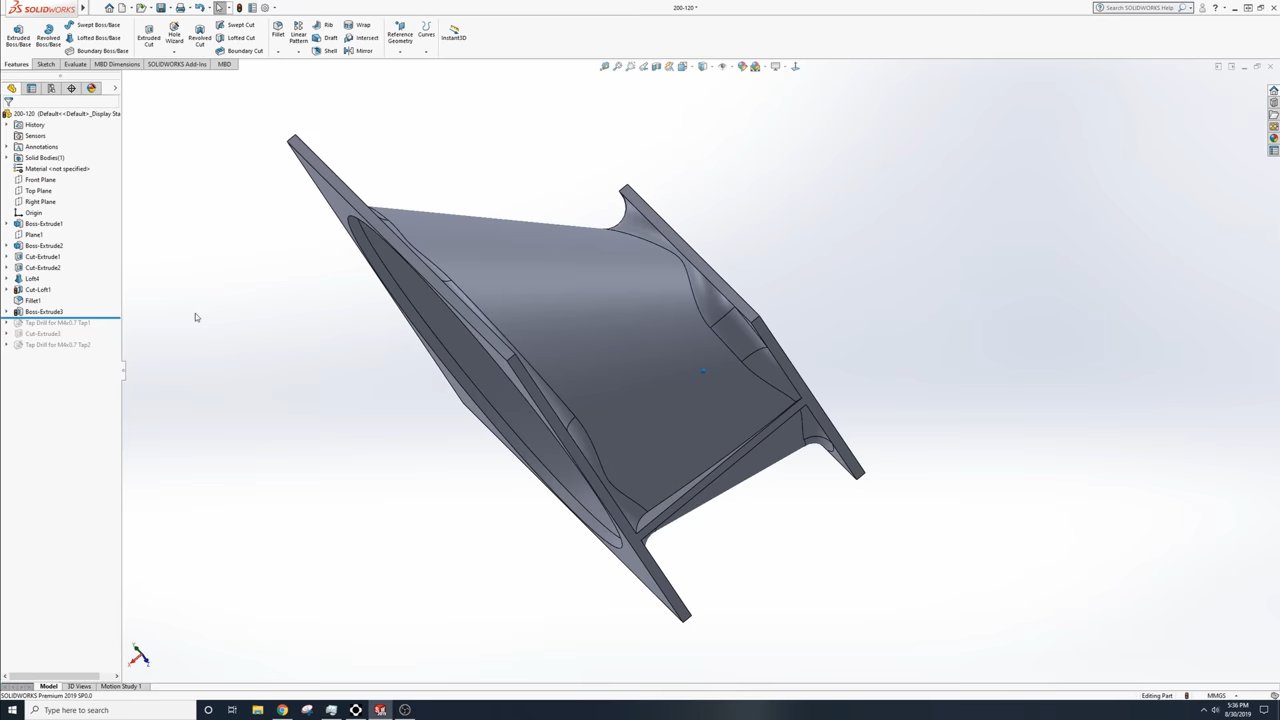 SOLIDWORKS
200-120 *
Search SOLIDWORKS Help
Extruded Boss/Base
Revolved Boss/Base
Swept Boss/Base
Lofted Boss/Base
Boundary Boss/Base
Extruded Cut
Hole Wizard
Revolved Cut
Swept Cut
Lofted Cut
Boundary Cut
Fillet
Linear Pattern
Rib
Draft
Shell
Wrap
Intersect
Mirror
Reference Geometry
Curves
Instant3D
Features
Sketch
Evaluate
MBD Dimensions
SOLIDWORKS Add-Ins
MBD
200-120 (Default<<Default>_Display Sta
History
Sensors
Annotations
Solid Bodies(1)
Material <not specified>
Front Plane
Top Plane
Right Plane
Origin
Boss-Extrude1
Plane1
Boss-Extrude2
Cut-Extrude1
Cut-Extrude2
Loft4
Cut-Loft1
Fillet1
Boss-Extrude3
Tap Drill for M4x0.7 Tap1
Cut-Extrude3
Tap Drill for M4x0.7 Tap2
Model
3D Views
Motion Study 1
SOLIDWORKS Premium 2019 SP0.0
Editing Part
MMGS
Type here to search
5:36 PM
8/30/2019